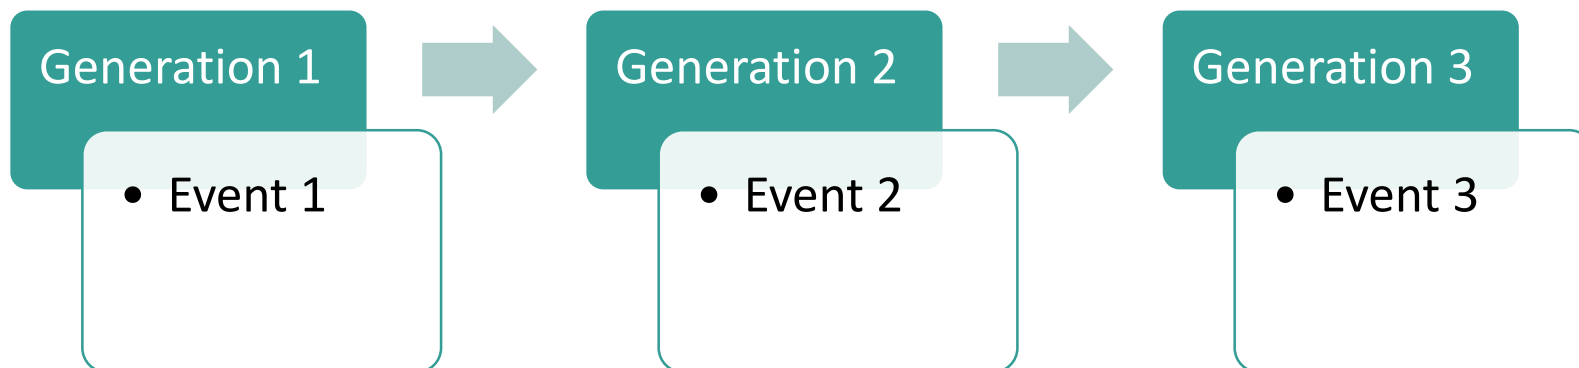 Generation 1
• Event 1
Generation 2
• Event 2
Generation 3
• Event 3